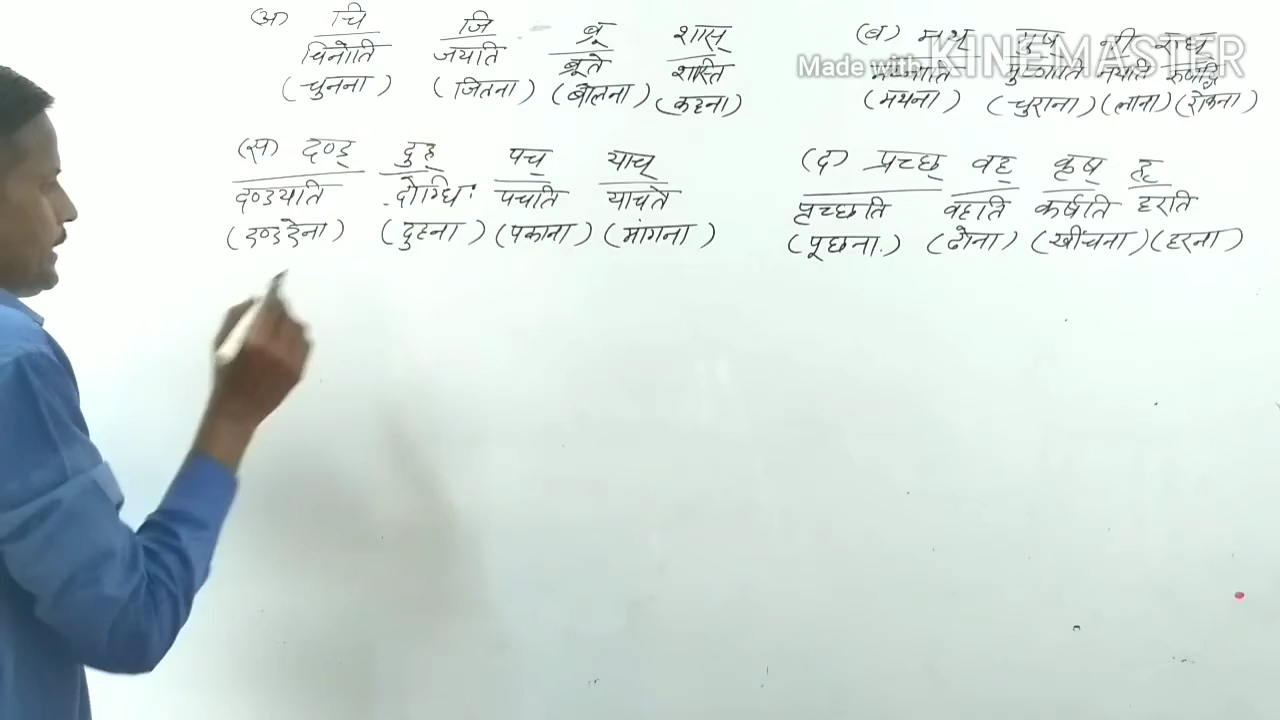 (अ) चि जि ब्रू शास्
चिनोति जयति ब्रूते शास्ति
(चुनना) (जितना) (बोलना) (कहना)
(ब) मथ् मुष् नी
मुष्णाति नयति
(मथना) (चुराना) (लाना) (रोकना)
Made with KINEMASTER
(स) दण्ड् दुह् पच् याच्
दण्डयति दोग्धि पचति याचते
(दण्ड देना) (दुहना) (पकाना) (मांगना)
(द) प्रच्छ् वह् कृष् हृ
पृच्छति वहति कर्षति हरति
(पूछना) (ढोना) (खींचना) (हरना)